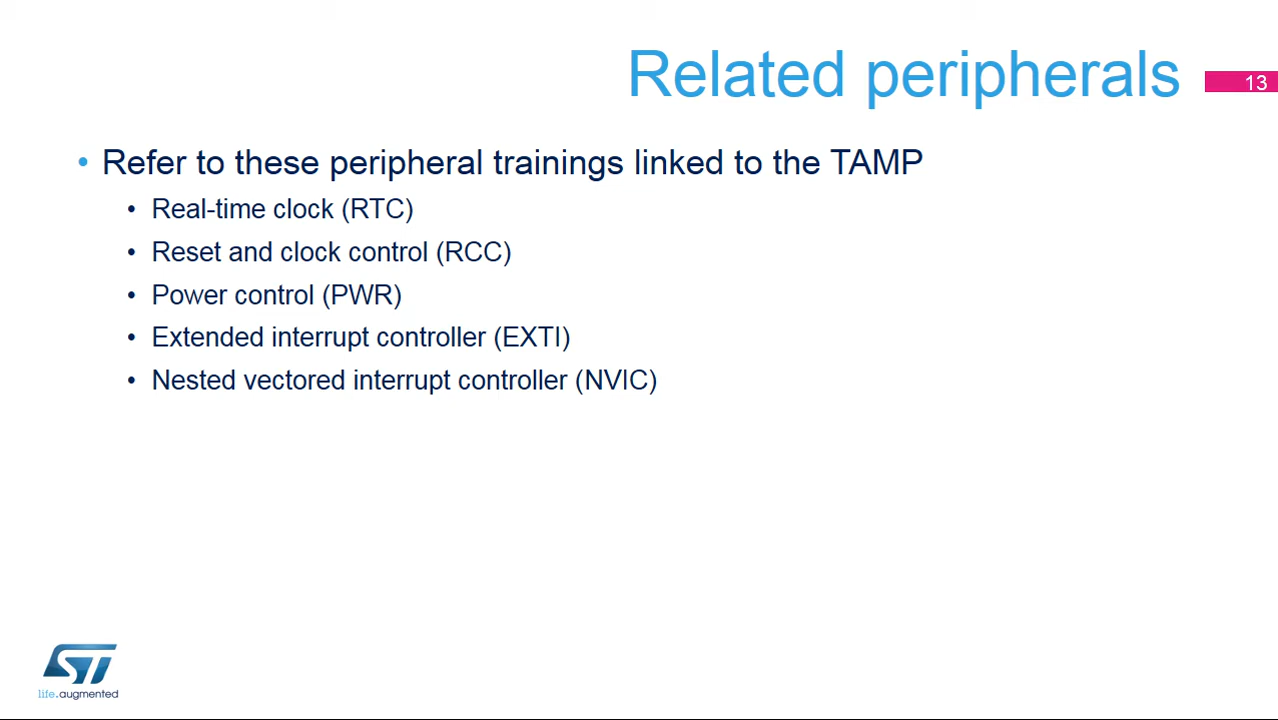 Related peripherals
13
• Refer to these peripheral trainings linked to the TAMP
• Real-time clock (RTC)
• Reset and clock control (RCC)
• Power control (PWR)
• Extended interrupt controller (EXTI)
• Nested vectored interrupt controller (NVIC)
ST
life.augmented